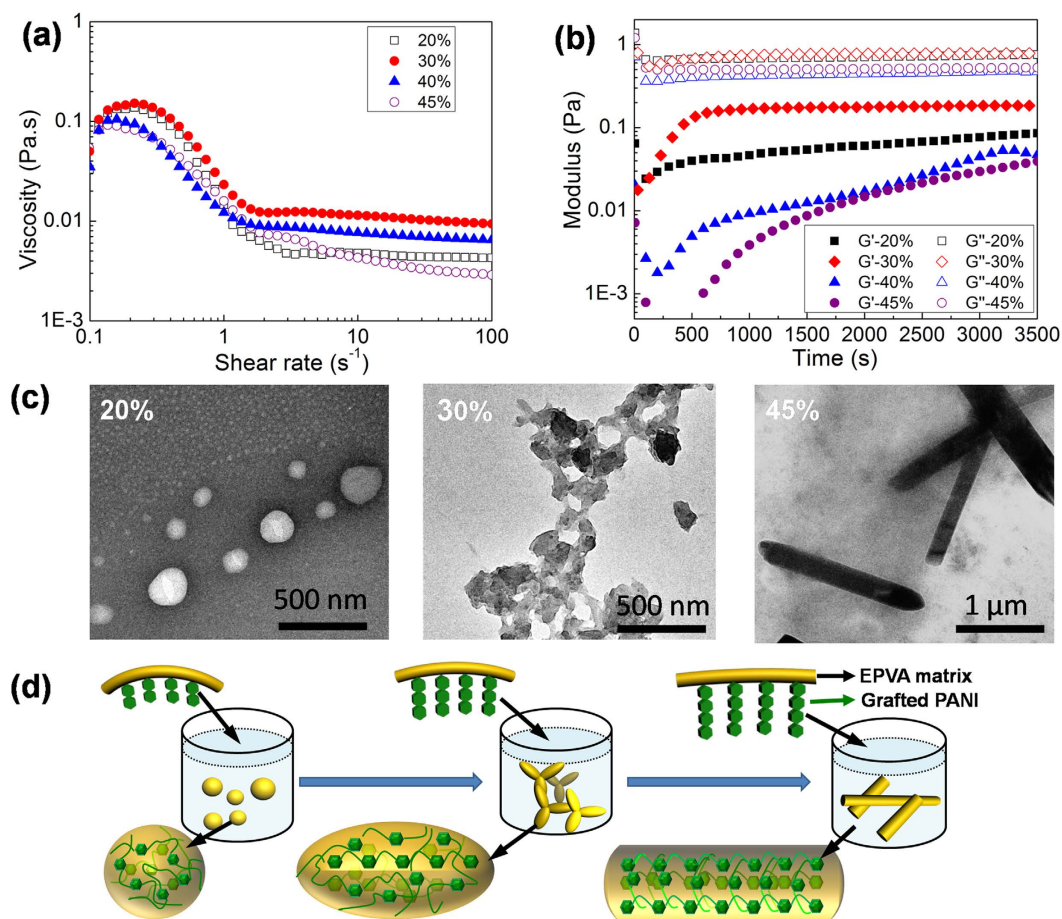 (a)
Viscosity (Pa.s)
1
0.1
0.01
1E-3
20%
30%
40%
45%
0.1
1
10
100
Shear rate (s⁻¹)
(b)
Modulus (Pa)
1
0.1
0.01
1E-3
G'-20%
G"-20%
G'-30%
G"-30%
G'-40%
G"-40%
G'-45%
G"-45%
0
500
1000
1500
2000
2500
3000
3500
Time (s)
(c)
20%
500 nm
30%
500 nm
45%
1 μm
(d)
EPVA matrix
Grafted PANI